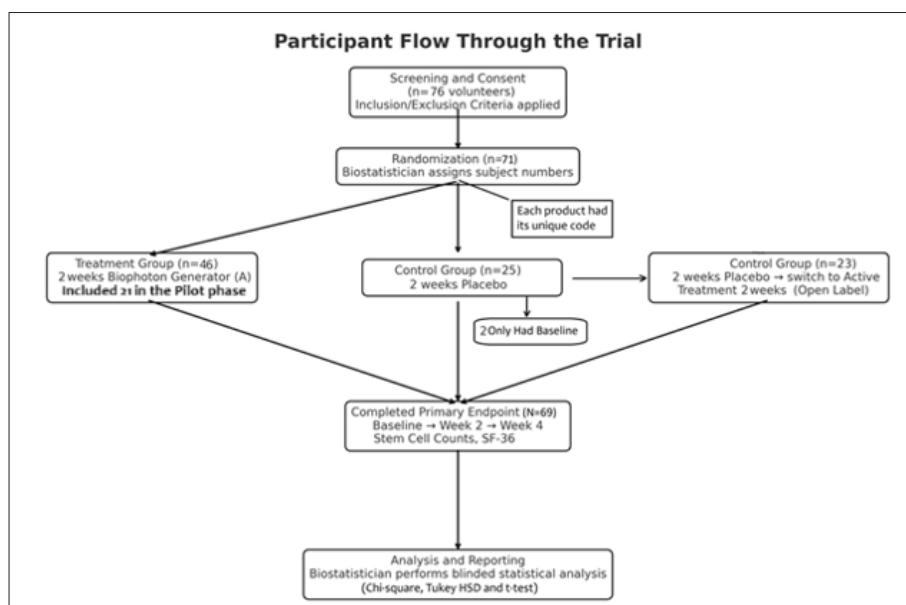 Participant Flow Through the Trial
Screening and Consent
(n=76 volunteers)
Inclusion/Exclusion Criteria applied
Randomization (n=71)
Biostatistician assigns subject numbers
Each product had
its unique code
Treatment Group (n=46)
2 weeks Biophoton Generator (A)
Included 21 in the Pilot phase
Control Group (n=25)
2 weeks Placebo
Control Group (n=23)
2 weeks Placebo → switch to Active
Treatment 2weeks (Open Label)
2 Only Had Baseline
Completed Primary Endpoint (N=69)
Baseline → Week 2 → Week 4
Stem Cell Counts, SF-36
Analysis and Reporting
Biostatistician performs blinded statistical analysis
(Chi-square, Tukey HSD and t-test)